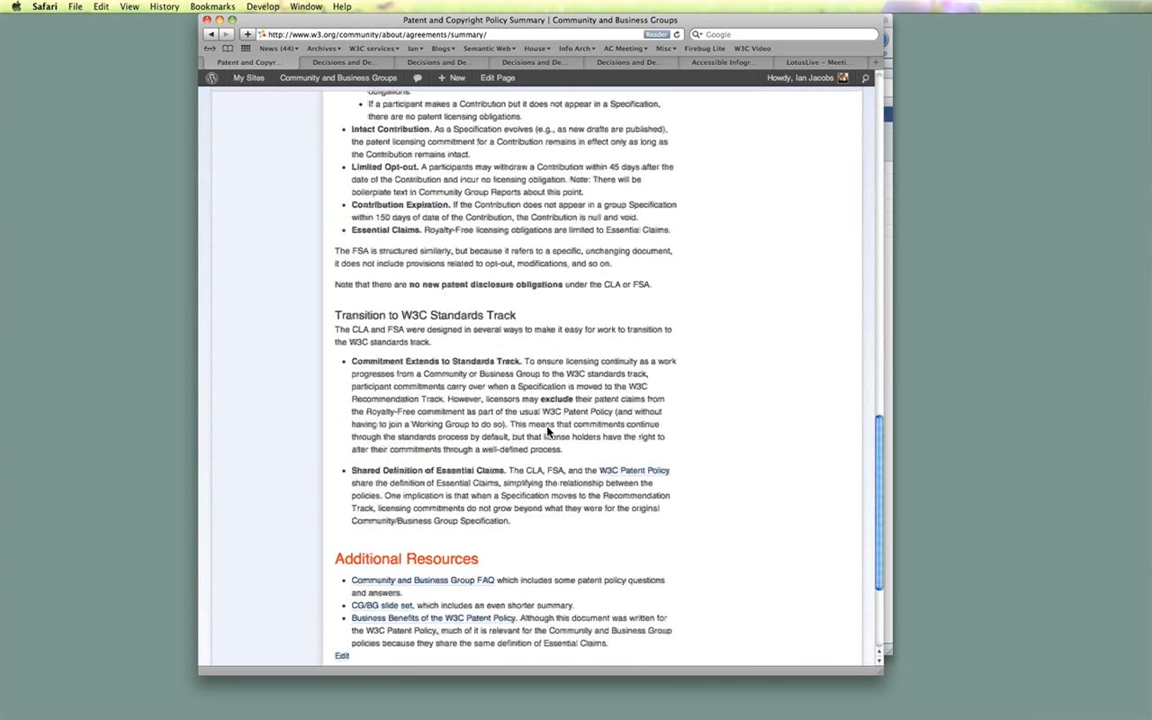 Safari File Edit View History Bookmarks Develop Window Help
Patent and Copyright Policy Summary | Community and Business Groups
http://www.w3.org/community/about/agreements/summary/ Reader Google
News (44) Archives W3C services Ian Blogs Semantic Web House Info Arch AC Meeting Misc Firebug Lite W3C Video
Patent and Copyr... Decisions and De... Decisions and De... Decisions and De... Decisions and De... Accessible Infogr... LotusLive – Meeti...
My Sites Community and Business Groups + New Edit Page Howdy, Ian Jacobs
obligations.
• If a participant makes a Contribution but it does not appear in a Specification,
there are no patent licensing obligations.
• Intact Contribution. As a Specification evolves (e.g., as new drafts are published),
the patent licensing commitment for a Contribution remains in effect only as long as
the Contribution remains intact.
• Limited Opt-out. A participants may withdraw a Contribution within 45 days after the
date of the Contribution and incur no licensing obligation. Note: There will be
boilerplate text in Community Group Reports about this point.
• Contribution Expiration. If the Contribution does not appear in a group Specification
within 150 days of date of the Contribution, the Contribution is null and void.
• Essential Claims. Royalty-Free licensing obligations are limited to Essential Claims.
The FSA is structured similarly, but because it refers to a specific, unchanging document,
it does not include provisions related to opt-out, modifications, and so on.
Note that there are no new patent disclosure obligations under the CLA or FSA.
Transition to W3C Standards Track
The CLA and FSA were designed in several ways to make it easy for work to transition to
the W3C standards track.
• Commitment Extends to Standards Track. To ensure licensing continuity as a work
progresses from a Community or Business Group to the W3C standards track,
participant commitments carry over when a Specification is moved to the W3C
Recommendation Track. However, licensors may exclude their patent claims from
the Royalty-Free commitment as part of the usual W3C Patent Policy (and without
having to join a Working Group to do so). This means that commitments continue
through the standards process by default, but that license holders have the right to
alter their commitments through a well-defined process.
• Shared Definition of Essential Claims. The CLA, FSA, and the W3C Patent Policy
share the definition of Essential Claims, simplifying the relationship between the
policies. One implication is that when a Specification moves to the Recommendation
Track, licensing commitments do not grow beyond what they were for the original
Community/Business Group Specification.
Additional Resources
• Community and Business Group FAQ which includes some patent policy questions
and answers.
• CG/BG slide set, which includes an even shorter summary.
• Business Benefits of the W3C Patent Policy. Although this document was written for
the W3C Patent Policy, much of it is relevant for the Community and Business Group
policies because they share the same definition of Essential Claims.
Edit